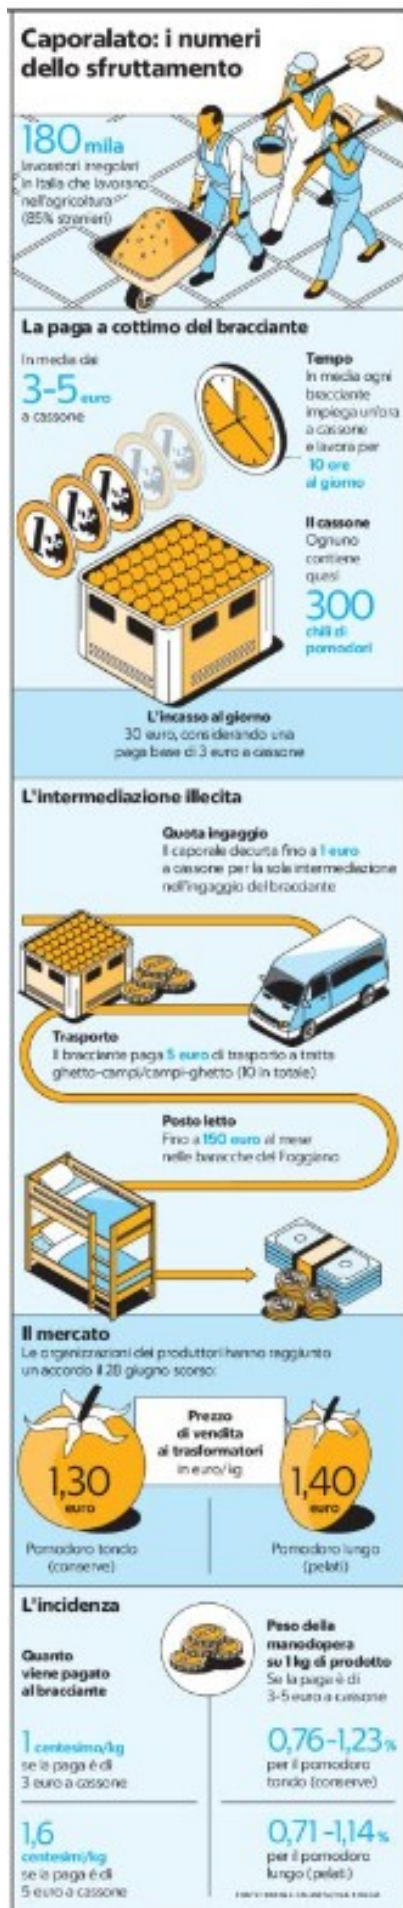 Caporalato: i numeri
dello sfruttamento
180 mila
lavoratori irregolari
in Italia che lavorano
nell'agricoltura
(85% stranieri)
La paga a cottimo del bracciante
In media dai
3-5 euro
a cassone
Tempo
In media ogni
bracciante
impiega un'ora
a cassone
e lavora per
10 ore
al giorno
Il cassone
Ognuno
contiene
quasi
300
chili di
pomodori
L'incasso al giorno
30 euro, considerando una
paga base di 3 euro a cassone
L'intermediazione illecita
Quota ingaggio
Il caporale decurta fino a 1 euro
a cassone per la sola intermediazione
nell'ingaggio del bracciante
Trasporto
Il bracciante paga 5 euro di trasporto a tratta
ghetto-campi/campi-ghetto (10 in totale)
Posto letto
Fino a 150 euro al mese
nelle baracche del Foggiano
Il mercato
Le organizzazioni dei produttori hanno raggiunto
un accordo il 28 giugno scorso:
Prezzo
di vendita
ai trasformatori
in euro/kg
1,30
euro
Pomodoro tondo
(conserve)
1,40
euro
Pomodoro lungo
(pelati)
L'incidenza
Quanto
viene pagato
al bracciante
1 centesimo/kg
se la paga è di
3 euro a cassone
1,6
centesimi/kg
se la paga è di
5 euro a cassone
Peso della
manodopera
su 1 kg di prodotto
Se la paga è di
3-5 euro a cassone
0,76-1,23%
per il pomodoro
tondo (conserve)
0,71-1,14%
per il pomodoro
lungo (pelati)